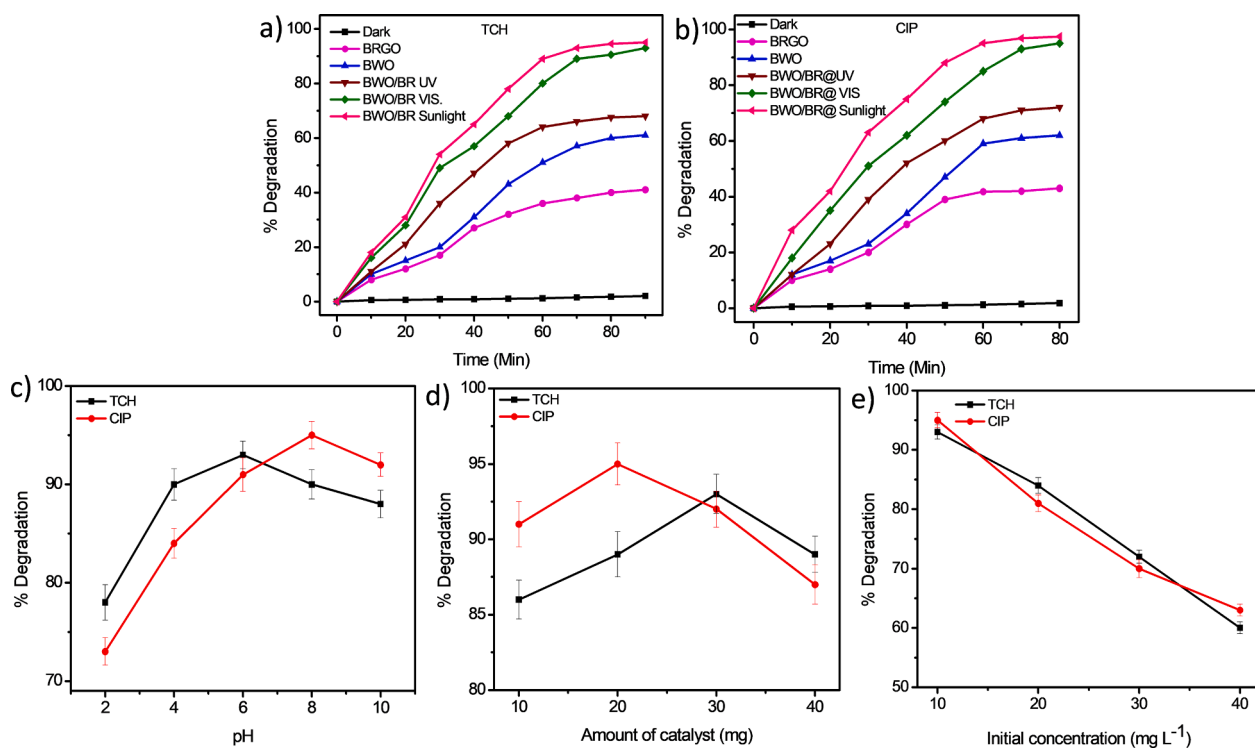 a)
TCH
Dark
BRGO
BWO
BWO/BR UV
BWO/BR VIS.
BWO/BR Sunlight
% Degradation
100
80
60
40
20
0
0 20 40 60 80
Time (Min)
b)
CIP
Dark
BRGO
BWO
BWO/BR@UV
BWO/BR@ VIS
BWO/BR@ Sunlight
% Degradation
100
80
60
40
20
0
0 20 40 60 80
Time (Min)
c)
TCH
CIP
% Degradation
100
90
80
70
2 4 6 8 10
pH
d)
TCH
CIP
% Degradation
100
95
90
85
80
10 20 30 40
Amount of catalyst (mg)
e)
TCH
CIP
% Degradation
100
90
80
70
60
50
10 20 30 40
Initial concentration (mg L⁻¹)